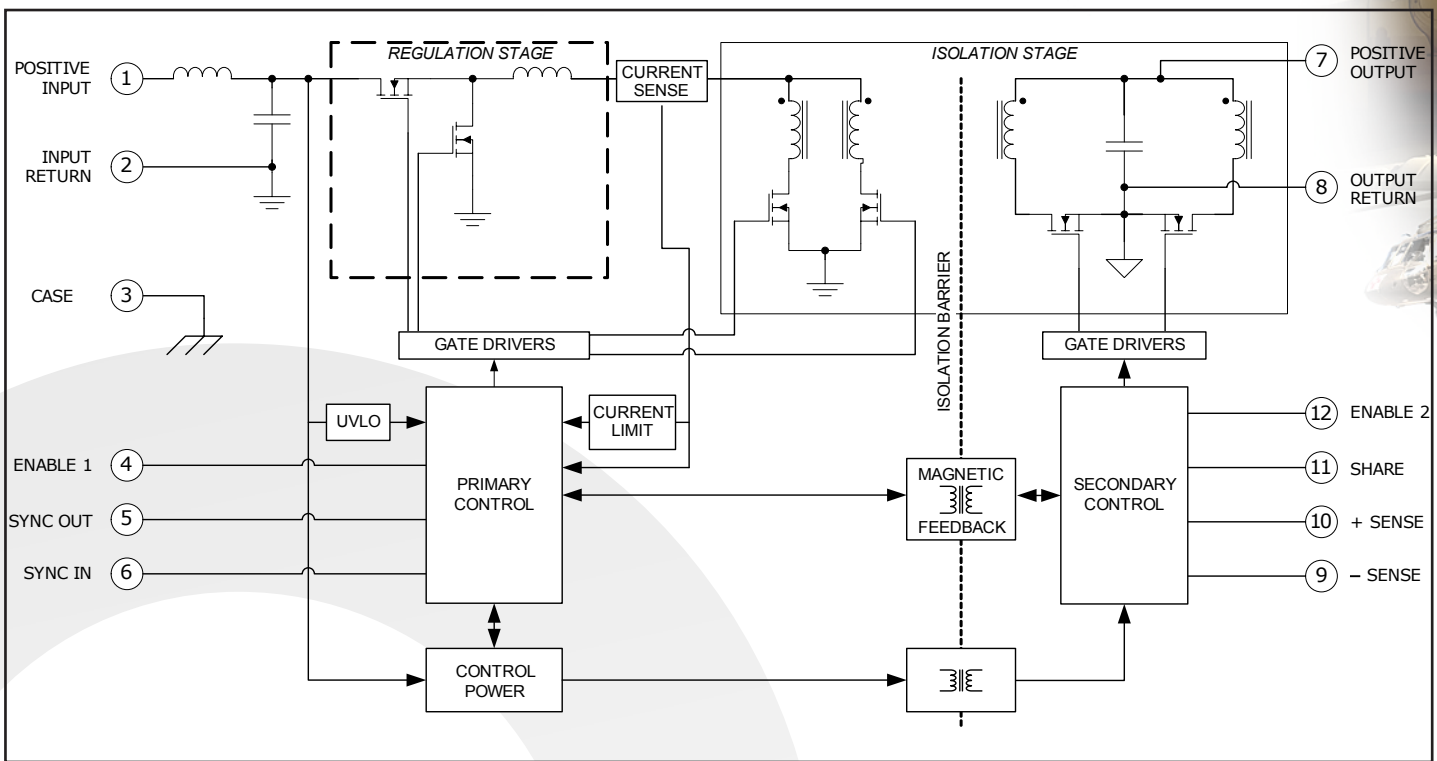 REGULATION STAGE
ISOLATION STAGE
POSITIVE
INPUT
1
CURRENT
SENSE
7
POSITIVE
OUTPUT
INPUT
RETURN
2
8
OUTPUT
RETURN
CASE
3
ISOLATION BARRIER
GATE DRIVERS
GATE DRIVERS
UVLO
CURRENT
LIMIT
12
ENABLE 2
ENABLE 1
4
PRIMARY
CONTROL
MAGNETIC
FEEDBACK
SECONDARY
CONTROL
11
SHARE
SYNC OUT
5
10
+ SENSE
SYNC IN
6
9
– SENSE
CONTROL
POWER